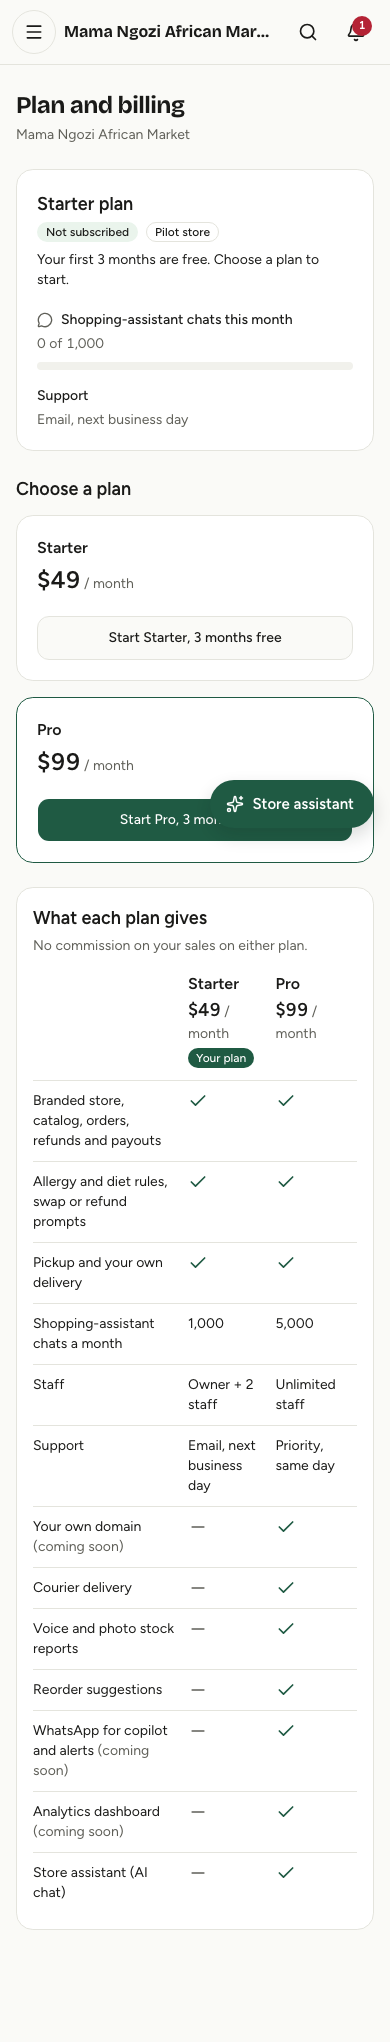 Mama Ngozi African Mar...
1
Plan and billing
Mama Ngozi African Market
Starter plan
Not subscribed
Pilot store
Your first 3 months are free. Choose a plan to
start.
Shopping-assistant chats this month
0 of 1,000
Support
Email, next business day
Choose a plan
Starter
$49 / month
Start Starter, 3 months free
Pro
$99 / month
Store assistant
Start Pro, 3
What each plan gives
No commission on your sales on either plan.
Starter Pro
$49 / $99 /
month month
Your plan
Branded store,
catalog, orders,
refunds and payouts
Allergy and diet rules,
swap or refund
prompts
Pickup and your own
delivery
Shopping-assistant 1,000 5,000
chats a month
Staff Owner + 2 Unlimited
staff staff
Support Email, next Priority,
business same day
day
Your own domain —
(coming soon)
Courier delivery —
Voice and photo stock —
reports
Reorder suggestions —
WhatsApp for copilot —
and alerts (coming
soon)
Analytics dashboard —
(coming soon)
Store assistant (AI —
chat)